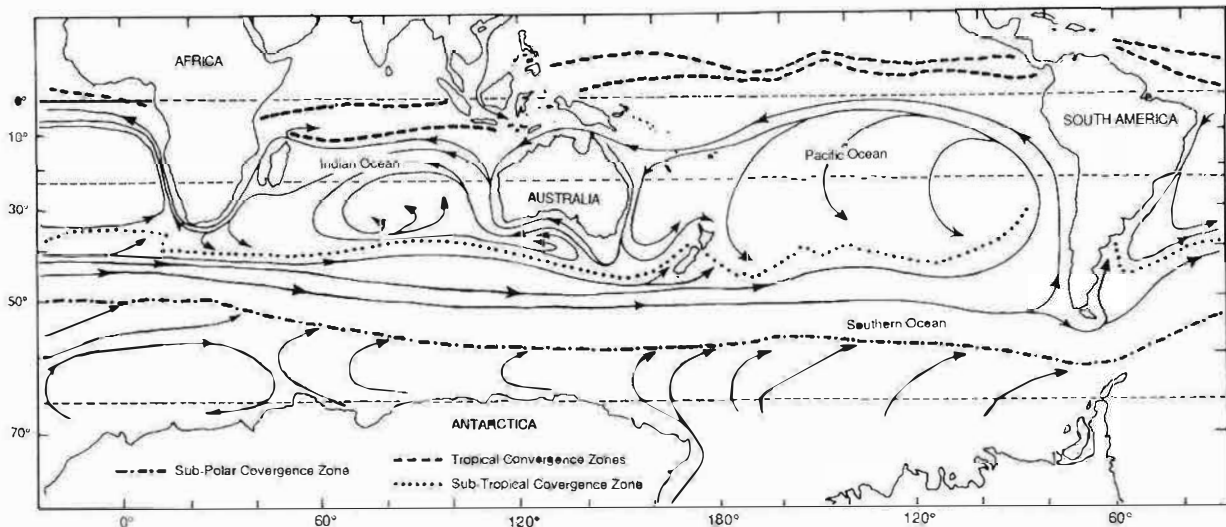 AFRICA
0°
SOUTH AMERICA
10°
Indian Ocean
Pacific Ocean
AUSTRALIA
30°
50°
Southern Ocean
ANTARCTICA
70°
Sub-Polar Covergence Zone
Tropical Convergence Zones
Sub-Tropical Covergence Zone
0°
60°
120°
180°
120°
60°